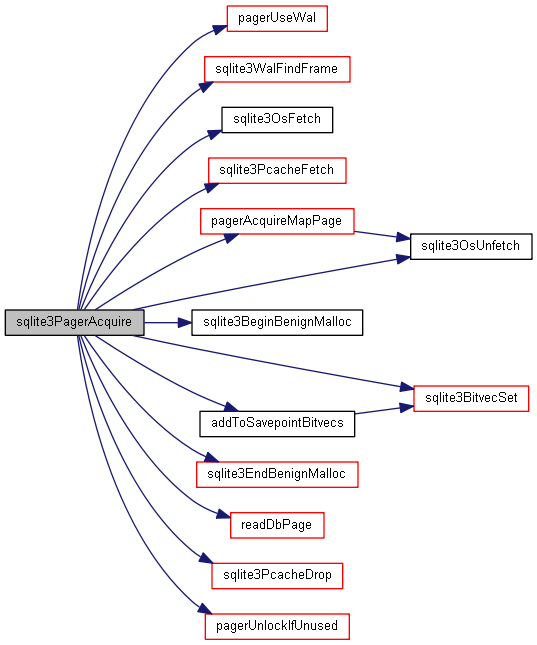 pagerUseWal
sqlite3WalFindFrame
sqlite3OsFetch
sqlite3PcacheFetch
pagerAcquireMapPage
sqlite3OsUnfetch
sqlite3PagerAcquire
sqlite3BeginBenignMalloc
sqlite3BitvecSet
addToSavepointBitvecs
sqlite3EndBenignMalloc
readDbPage
sqlite3PcacheDrop
pagerUnlockIfUnused